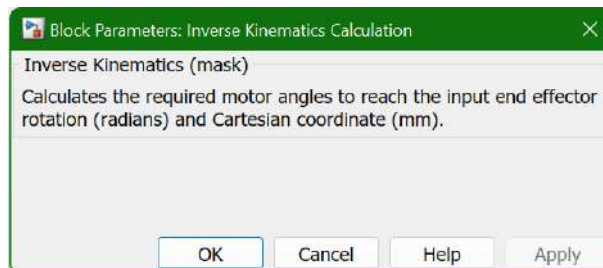 Block Parameters: Inverse Kinematics Calculation
Inverse Kinematics (mask)
Calculates the required motor angles to reach the input end effector
rotation (radians) and Cartesian coordinate (mm).
OK Cancel Help Apply